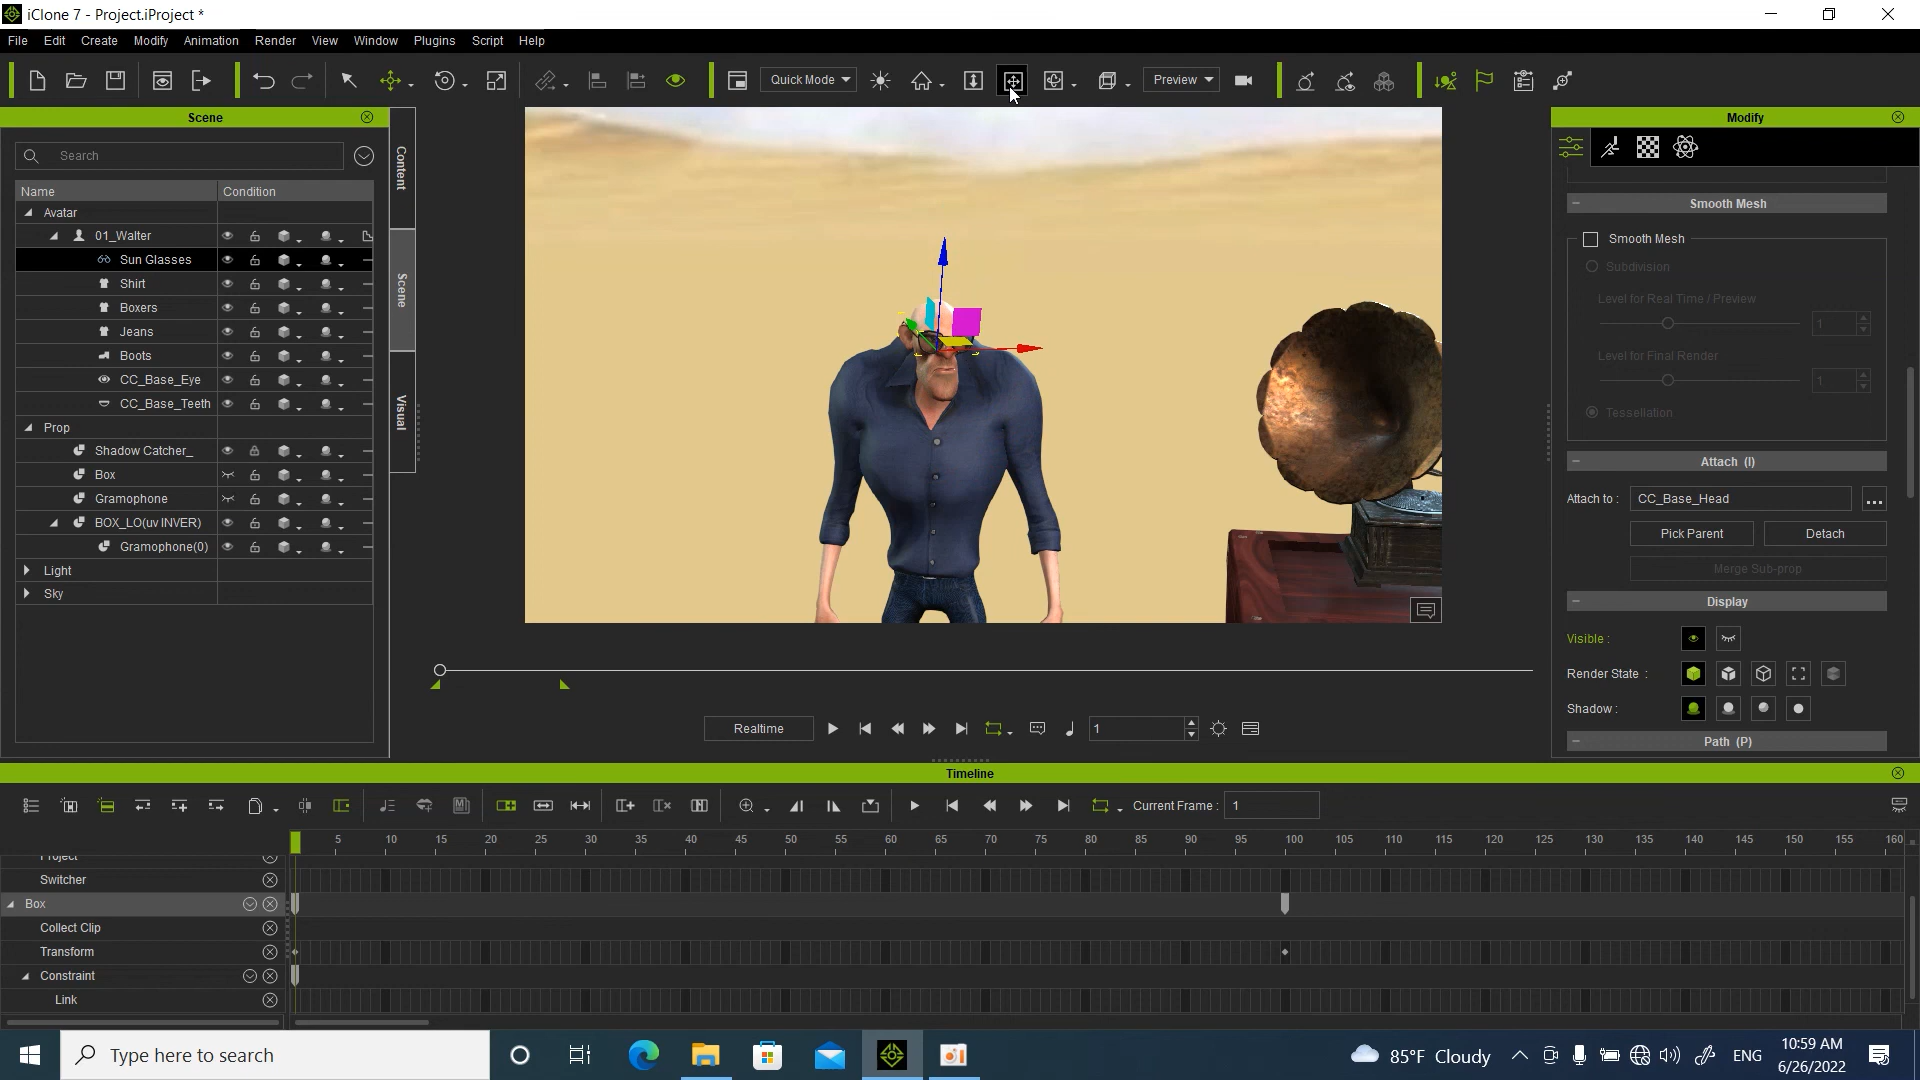 iClone 7 - Project.iProject *
File Edit Create Modify Animation Render View Window Plugins Script Help
Quick Mode Preview
Scene
Search
Name Condition
Avatar
01_Walter
Sun Glasses
Shirt
Boxers
Jeans
Boots
CC_Base_Eye
CC_Base_Teeth
Prop
Shadow Catcher_
Box
Gramophone
BOX_LO(uv INVER)
Gramophone(0)
Light
Sky
Content
Scene
Visual
Modify
Smooth Mesh
Smooth Mesh
Subdivision
Level for Real Time / Preview
1
Level for Final Render
1
Tessellation
Attach (I)
Attach to : CC_Base_Head ...
Pick Parent Detach
Merge Sub-prop
Display
Visible :
Render State :
Shadow :
Path (P)
Realtime 1
Timeline
Current Frame : 1
5 10 15 20 25 30 35 40 45 50 55 60 65 70 75 80 85 90 95 100 105 110 115 120 125 130 135 140 145 150 155 160
Project
Switcher
Box
Collect Clip
Transform
Constraint
Link
Type here to search
85°F Cloudy ENG
10:59 AM
6/26/2022